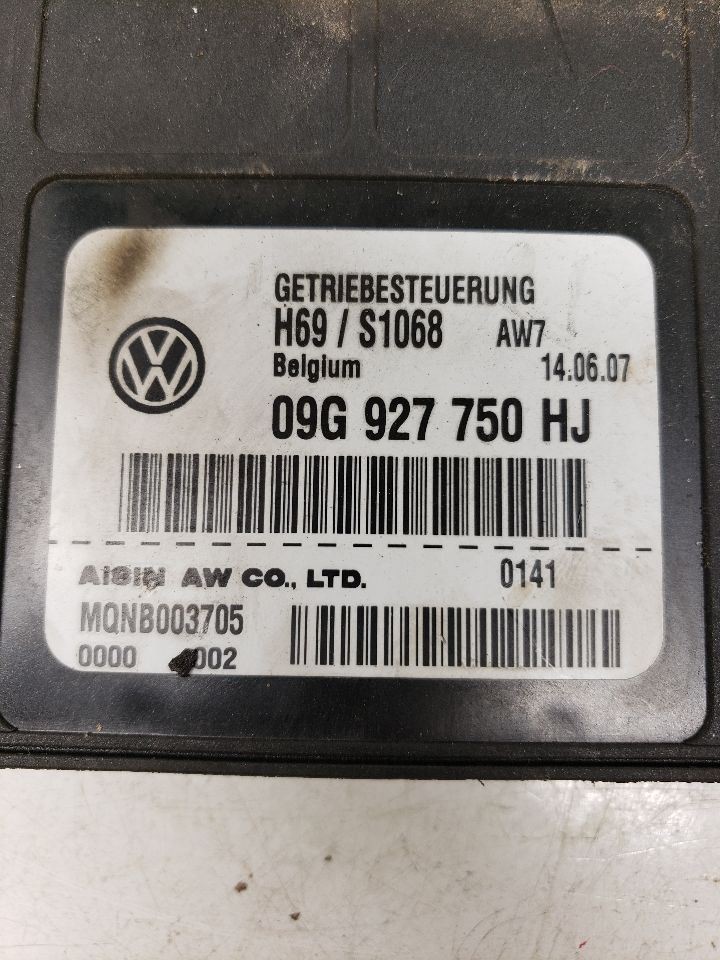 GETRIEBESTEUERUNG
H69 / S1068 AW7
Belgium 14.06.07
09G 927 750 HJ
AISIN AW CO., LTD. 0141
MQNB003705
0000 002